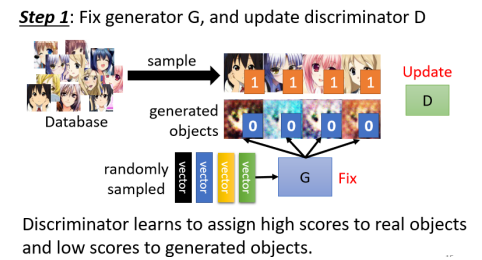 Step 1: Fix generator G, and update discriminator D
sample
1 1 1 1
Update
D
Database
generated
objects
0 0 0 0
randomly
sampled
vector vector vector vector
G
Fix
Discriminator learns to assign high scores to real objects
and low scores to generated objects.